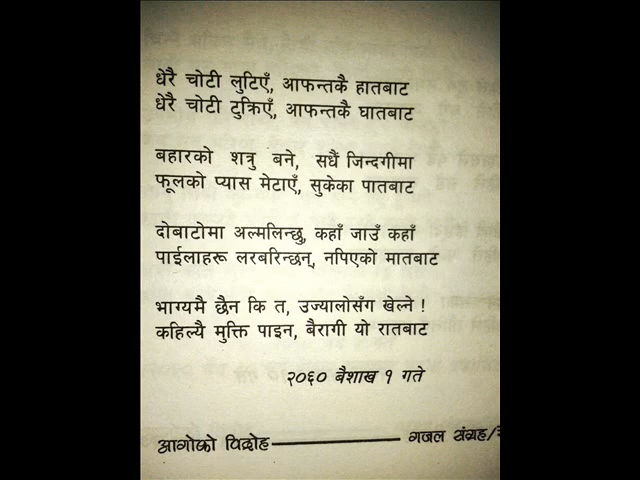 धेरै चोटी लुटिएँ, आफन्तकै हातबाट
धेरै चोटी टुक्रिएँ, आफन्तकै घातबाट
बहारको शत्रु बने, सधैं जिन्दगीमा
फूलको प्यास मेटाएँ, सुकेका पातबाट
दोबाटोमा अल्मलिन्छु, कहाँ जाउँ कहाँ
पाईलाहरू लरबरिन्छन्, नपिएको मातबाट
भाग्यमै छैन कि त, उज्यालोसँग खेल्ने !
कहिल्यै मुक्ति पाइन, बैरागी यो रातबाट
२०६० बैशाख १ गते
आगोको विद्रोह ——— गजल संग्रह/